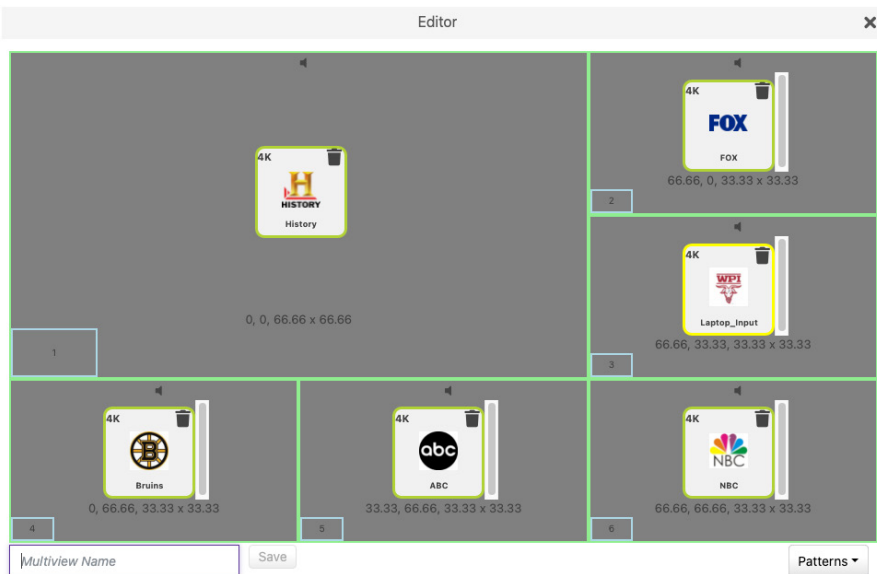 Editor
4K
HISTORY
History
0, 0, 66.66 x 66.66
1
4K
FOX
FOX
66.66, 0, 33.33 x 33.33
2
4K
WPI
Laptop_Input
66.66, 33.33, 33.33 x 33.33
3
4K
B
Bruins
0, 66.66, 33.33 x 33.33
4
4K
abc
ABC
33.33, 66.66, 33.33 x 33.33
5
4K
NBC
NBC
66.66, 66.66, 33.33 x 33.33
6
Multiview Name
Save
Patterns